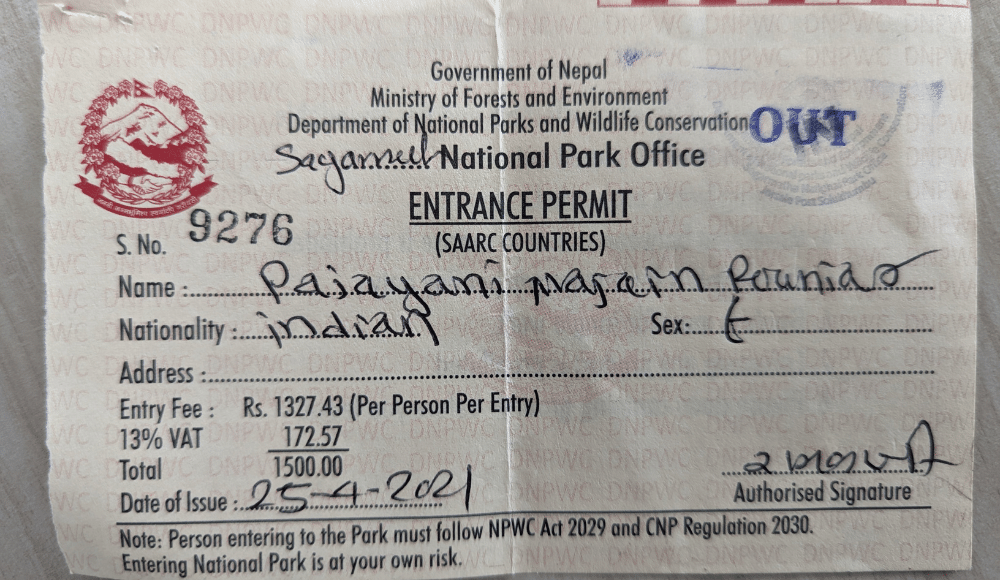 Government of Nepal
Ministry of Forests and Environment
Department of National Parks and Wildlife Conservation
OUT
National Park Office
ENTRANCE PERMIT
(SAARC COUNTRIES)
S. No. 9276
Name :
Nationality : indian Sex: F
Address :
Entry Fee : Rs. 1327.43 (Per Person Per Entry)
13% VAT 172.57
Total 1500.00
Date of Issue : 25-4-2021
Authorised Signature
Note: Person entering to the Park must follow NPWC Act 2029 and CNP Regulation 2030.
Entering National Park is at your own risk.